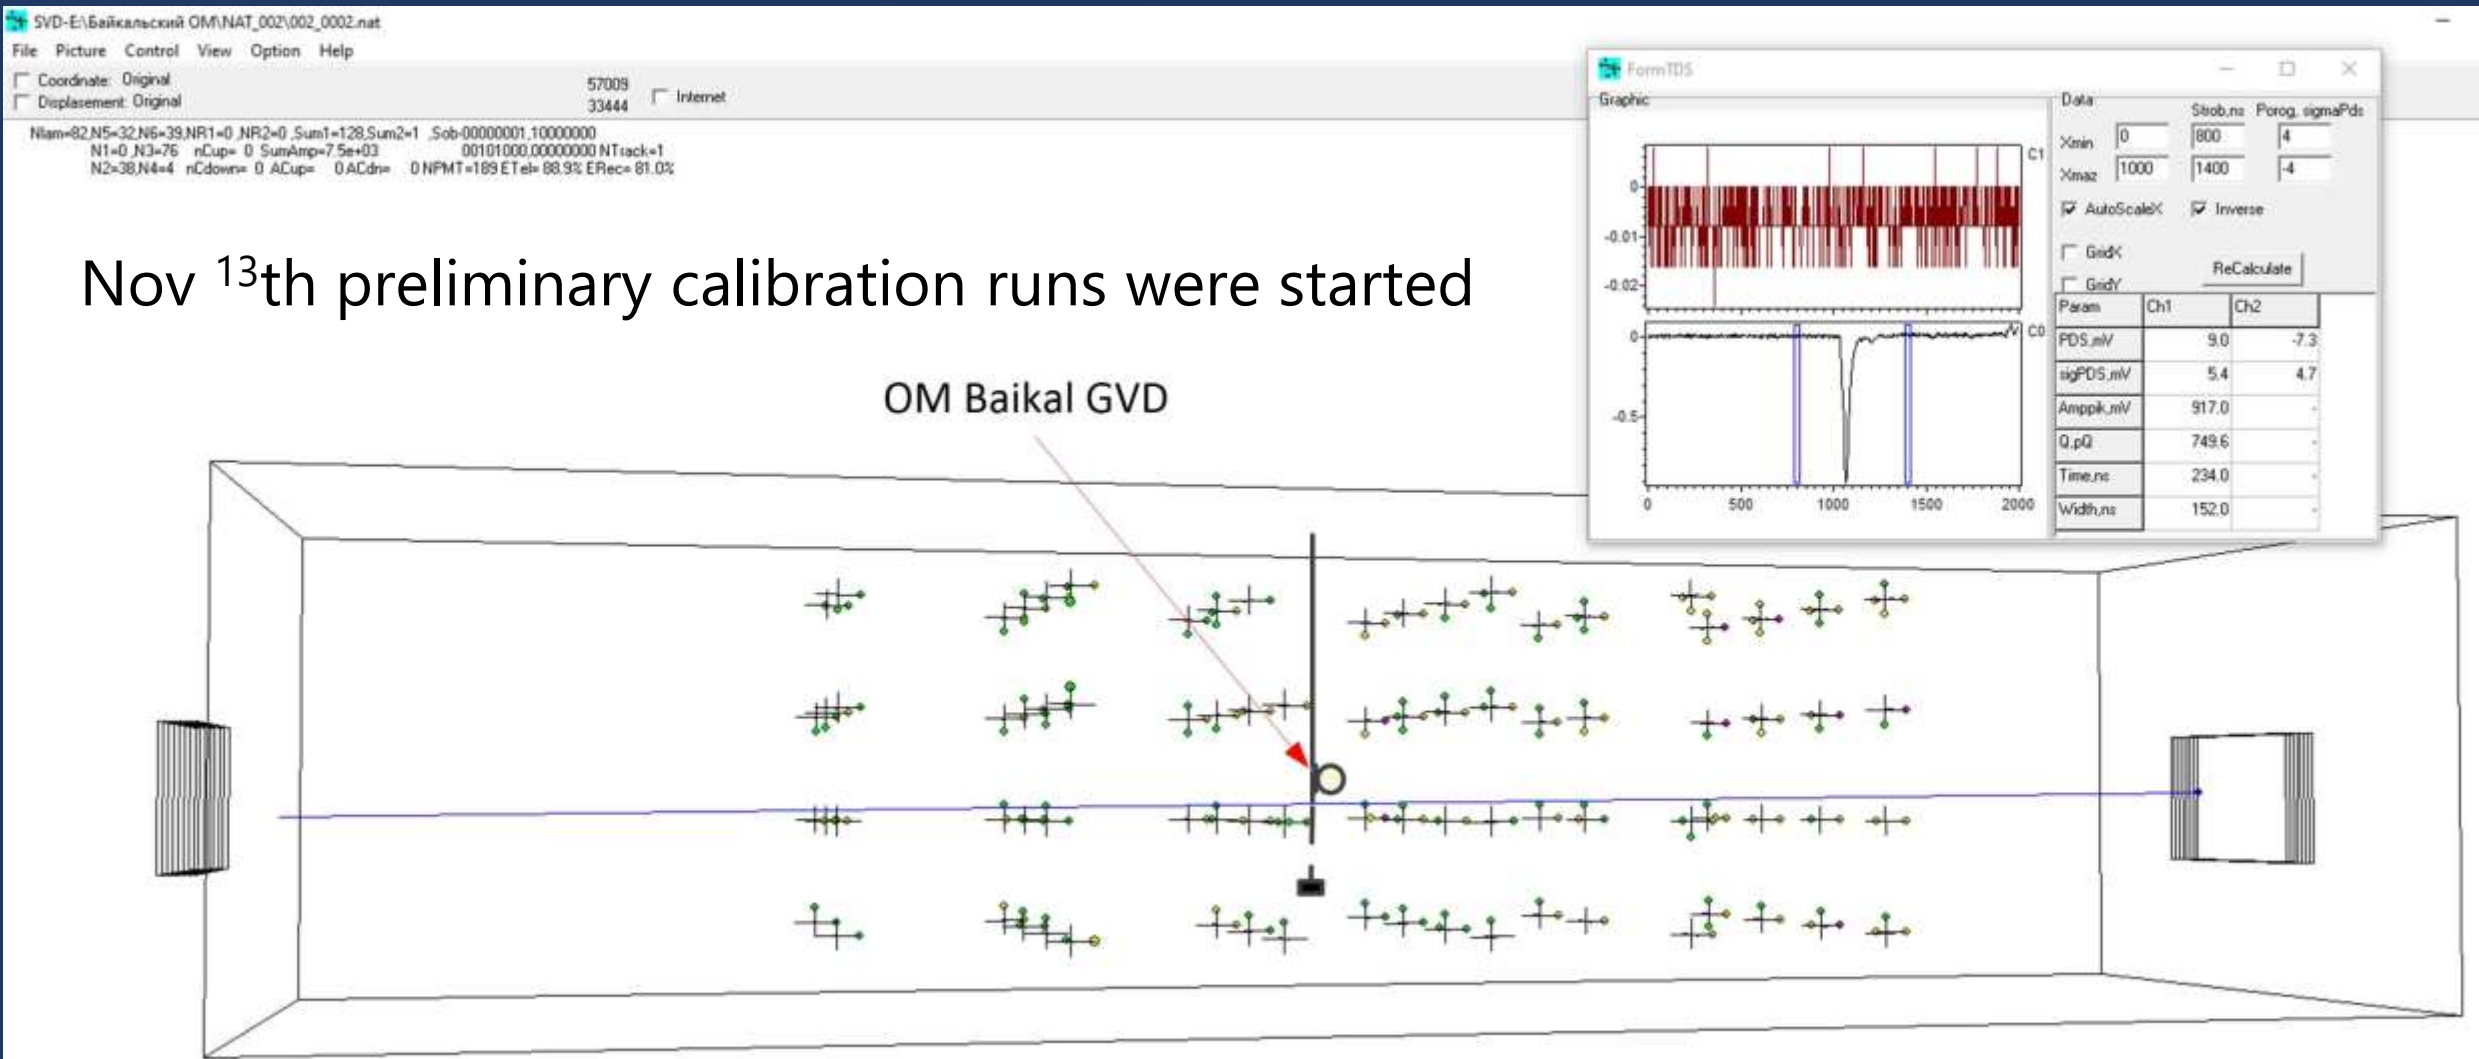 SVD-E:\Байкальский ОМ\NAT_002\002_0002.nat
File Picture Control View Option Help
Coordinate: Original
Displasement: Original
57009
33444
Internet
Nlam=82,N5=32,N6=39,NR1=0 ,NR2=0 ,Sum1=128,Sum2=1 ,Sob-00000001,10000000
N1=0 ,N3=76 nCup= 0 SumAmp=7.5e+03 00101000,00000000 NTrack=1
N2=38,N4=4 nCdown= 0 ACup= 0 ACdn= 0 NPMT=189 ETel= 88.9% ERec= 81.0%
Nov 13th preliminary calibration runs were started
OM Baikal GVD
FormTDS
Graphic
C1
0
-0.01
-0.02
C0
0
-0.5
0 500 1000 1500 2000
Data
Strob,ns Porog, sigmaPds
Xmin 0 800 4
Xmaz 1000 1400 -4
AutoScaleX Inverse
GridX
ReCalculate
GridY
Param Ch1 Ch2
PDS,mV 9.0 -7.3
sigPDS,mV 5.4 4.7
Amppik,mV 917.0 -
Q,pQ 749.6 -
Time,ns 234.0 -
Width,ns 152.0 -